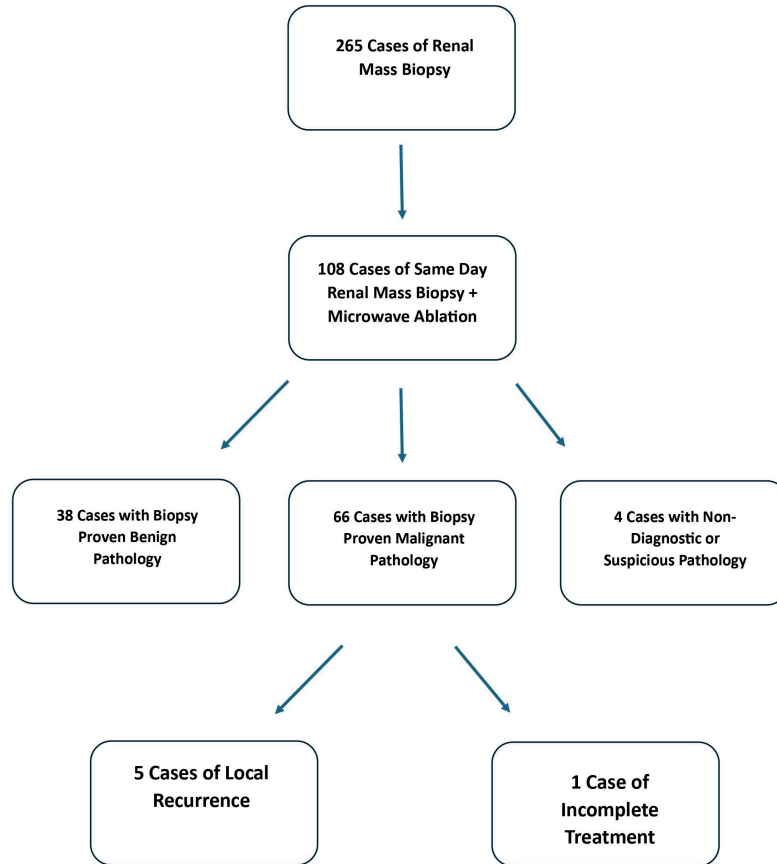 265 Cases of Renal
Mass Biopsy
108 Cases of Same Day
Renal Mass Biopsy +
Microwave Ablation
38 Cases with Biopsy
Proven Benign
Pathology
66 Cases with Biopsy
Proven Malignant
Pathology
4 Cases with Non-
Diagnostic or
Suspicious Pathology
5 Cases of Local
Recurrence
1 Case of
Incomplete
Treatment